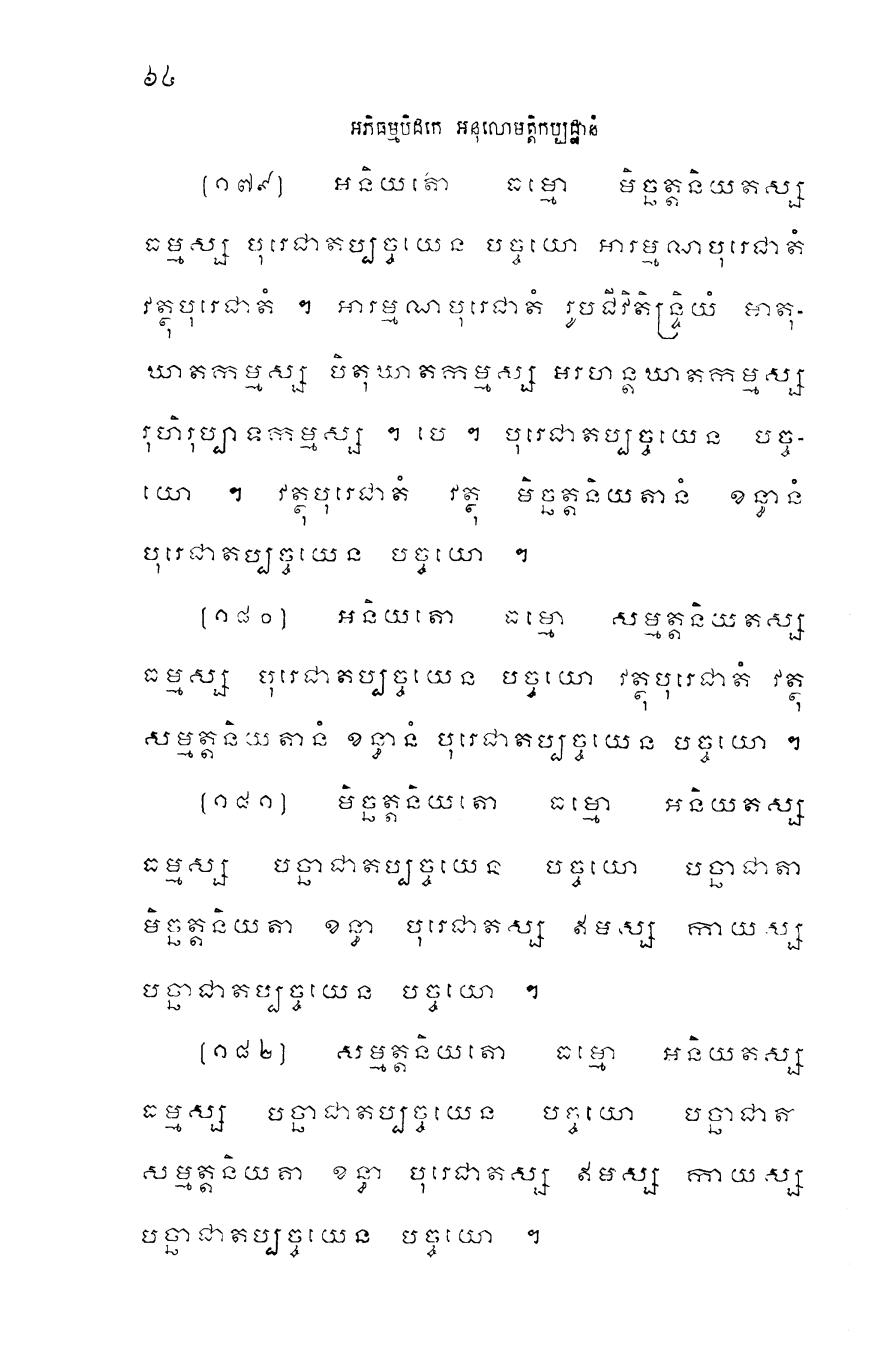 ៦៤
អភិធម្មបិដកេ អនុលោមត្តិកប្បដ្ឋានំ
(១៧៩) អនិយតោ ធម្មោ មិច្ឆត្តនិយតស្ស
ធម្មស្ស បុរេជាតប្បច្ចយេន បច្ចយោ អារម្មណបុរេជាតំ
វត្ថុបុរេជាតំ ។ អារម្មណបុរេជាតំ រូបជីវិតិន្ទ្រិយំ មាតុ-
ឃាតកកម្មស្ស បិតុឃាតកកម្មស្ស អរហន្តឃាតកកម្មស្ស
រុហិរុប្បាទកកម្មស្ស ។ បេ ។ បុរេជាតប្បច្ចយេន បច្ច-
យោ ។ វត្ថុបុរេជាតំ វត្ថុ មិច្ឆត្តនិយតានំ ខន្ធានំ
បុរេជាតប្បច្ចយេន បច្ចយោ ។
(១៨០) អនិយតោ ធម្មោ សម្មត្តនិយតស្ស
ធម្មស្ស បុរេជាតប្បច្ចយេន បច្ចយោ វត្ថុបុរេជាតំ វត្ថុ
សម្មត្តនិយតានំ ខន្ធានំ បុរេជាតប្បច្ចយេន បច្ចយោ ។
(១៨១) មិច្ឆត្តនិយតោ ធម្មោ អនិយតស្ស
ធម្មស្ស បច្ឆាជាតប្បច្ចយេន បច្ចយោ បច្ឆាជាតា
មិច្ឆត្តនិយតា ខន្ធា បុរេជាតស្ស ឥមស្ស កាយស្ស
បច្ឆាជាតប្បច្ចយេន បច្ចយោ ។
(១៨២) សម្មត្តនិយតោ ធម្មោ អនិយតស្ស
ធម្មស្ស បច្ឆាជាតប្បច្ចយេន បច្ចយោ បច្ឆាជាត
សម្មត្តនិយតា ខន្ធា បុរេជាតស្ស ឥមស្ស កាយស្ស
បច្ឆាជាតប្បច្ចយេន បច្ចយោ ។